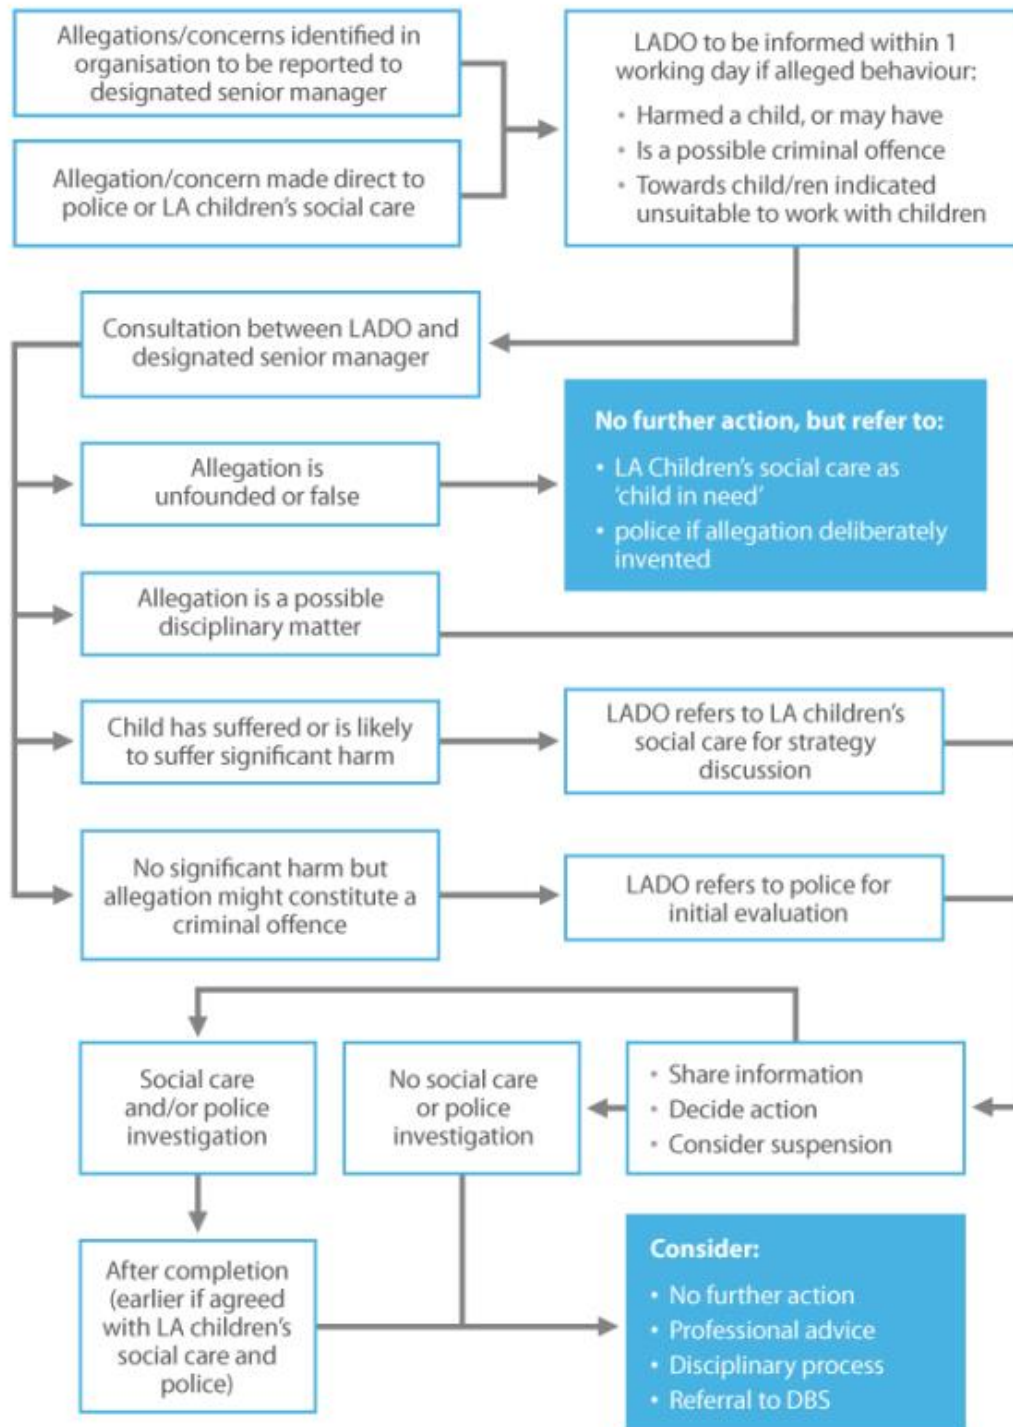 Allegations/concerns identified in
organisation to be reported to
designated senior manager
Allegation/concern made direct to
police or LA children's social care
LADO to be informed within 1
working day if alleged behaviour:
• Harmed a child, or may have
• Is a possible criminal offence
• Towards child/ren indicated
unsuitable to work with children
Consultation between LADO and
designated senior manager
Allegation is
unfounded or false
No further action, but refer to:
• LA Children's social care as
‘child in need’
• police if allegation deliberately
invented
Allegation is a possible
disciplinary matter
Child has suffered or is likely
to suffer significant harm
LADO refers to LA children's
social care for strategy
discussion
No significant harm but
allegation might constitute a
criminal offence
LADO refers to police for
initial evaluation
Social care
and/or police
investigation
No social care
or police
investigation
• Share information
• Decide action
• Consider suspension
After completion
(earlier if agreed
with LA children's
social care and
police)
Consider:
• No further action
• Professional advice
• Disciplinary process
• Referral to DBS